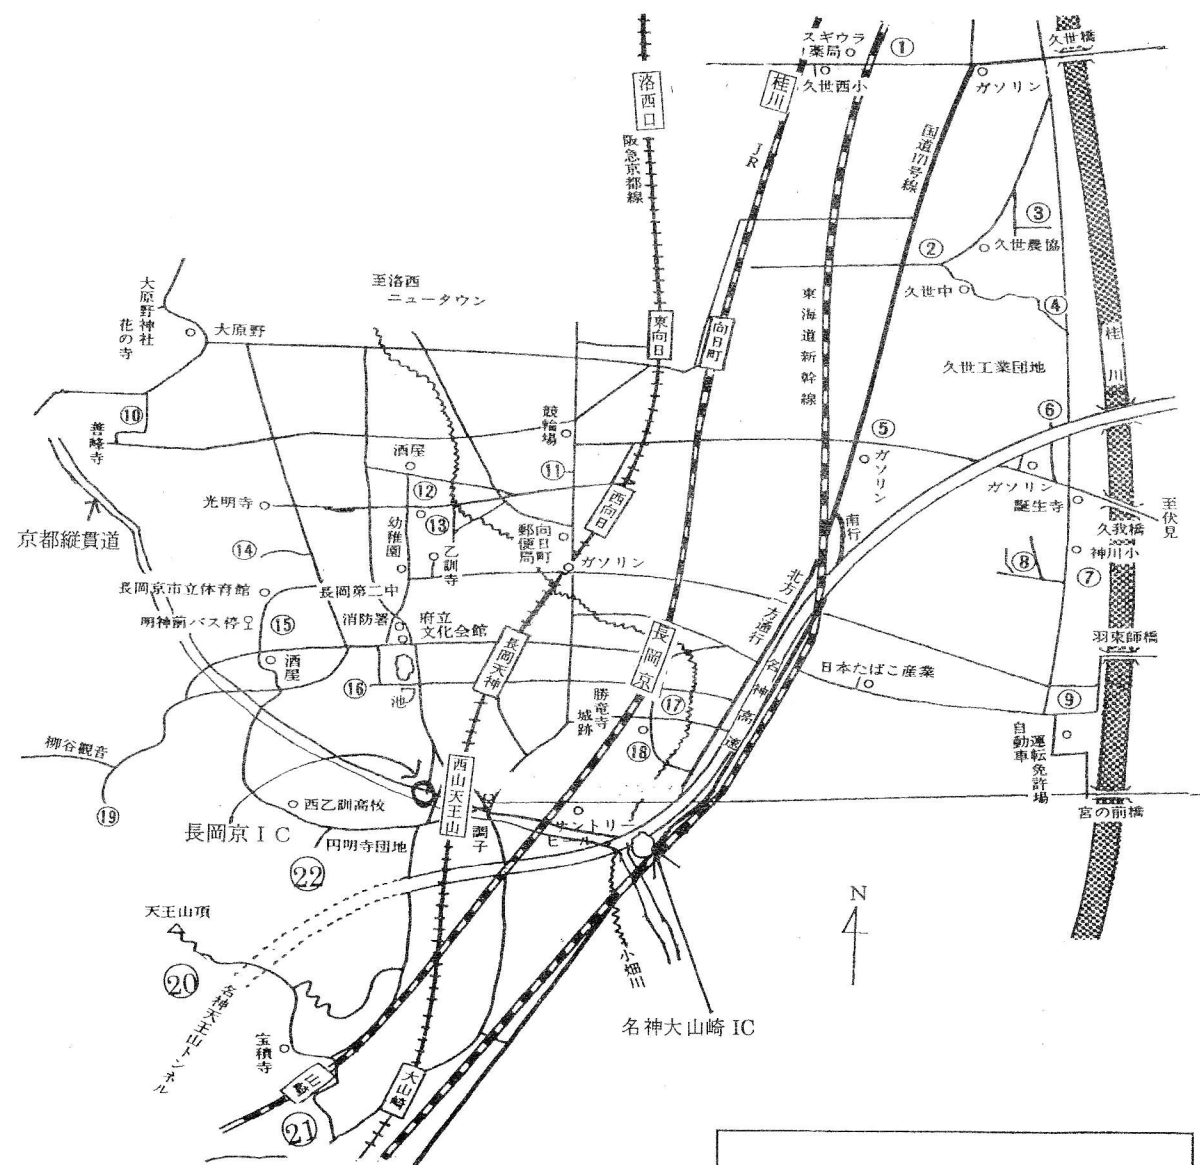 久世橋
スギウラ
薬局
①
久世西小
ガソリン
洛西口
桂川
阪急京都線
JR
国道171号線
③
②
久世農協
久世中
④
至洛西
ニュータウン
大原野神社
花の寺
大原野
東向日
向日町
東海道新幹線
桂川
久世工業団地
⑩
善峰寺
競輪場
⑥
⑤
ガソリン
酒屋
⑪
⑫
光明寺
⑬
西向日
ガソリン
誕生寺
至伏見
久我橋
京都縦貫道
幼稚園
乙訓寺
向日町
郵便局
南行
神川小
⑭
ガソリン
⑧
⑦
長岡京市立体育館
長岡第二中
北方
方通行
明神前バス停
⑮
消防署
府立
文化会館
長岡京
羽束師橋
酒屋
長岡天神
名神高速
日本たばこ産業
⑯
池
勝竜寺
城跡
⑰
⑨
柳谷観音
⑱
自動車
運転免許場
西山天王山
⑲
西乙訓高校
調子
サントリー
ビール
宮の前橋
長岡京IC
円明寺団地
㉒
N
天王山頂
⑳
小畑川
名神天王山トンネル
名神大山崎IC
宝積寺
山崎
大山崎
㉑